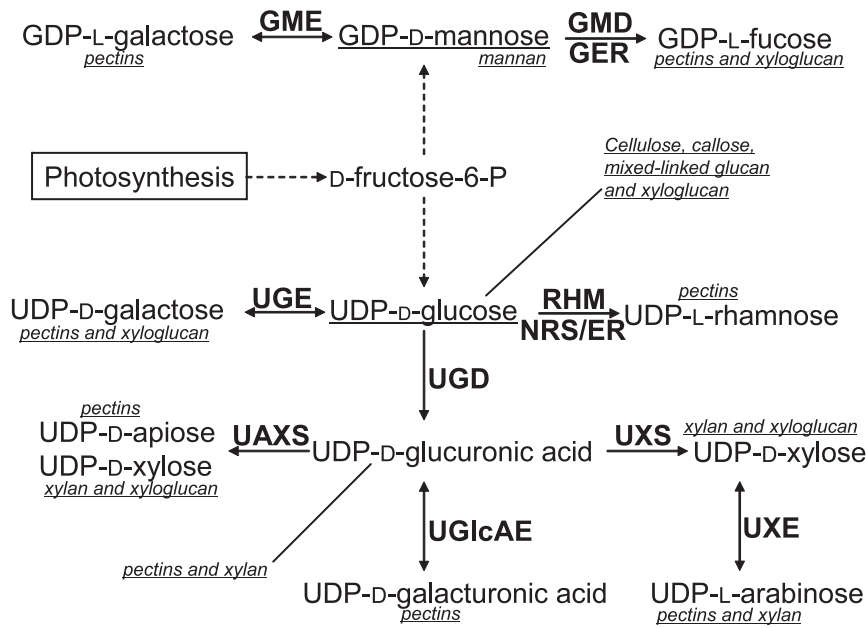 GDP-L-galactose
pectins
GME
GDP-D-mannose
mannan
GMD
GER
GDP-L-fucose
pectins and xyloglucan
Photosynthesis
D-fructose-6-P
Cellulose, callose,
mixed-linked glucan
and xyloglucan
UDP-D-galactose
pectins and xyloglucan
UGE
UDP-D-glucose
RHM
NRS/ER
pectins
UDP-L-rhamnose
UGD
pectins
UDP-D-apiose
UDP-D-xylose
xylan and xyloglucan
UAXS
UDP-D-glucuronic acid
UXS
xylan and xyloglucan
UDP-D-xylose
UGlcAE
UXE
pectins and xylan
UDP-D-galacturonic acid
pectins
UDP-L-arabinose
pectins and xylan